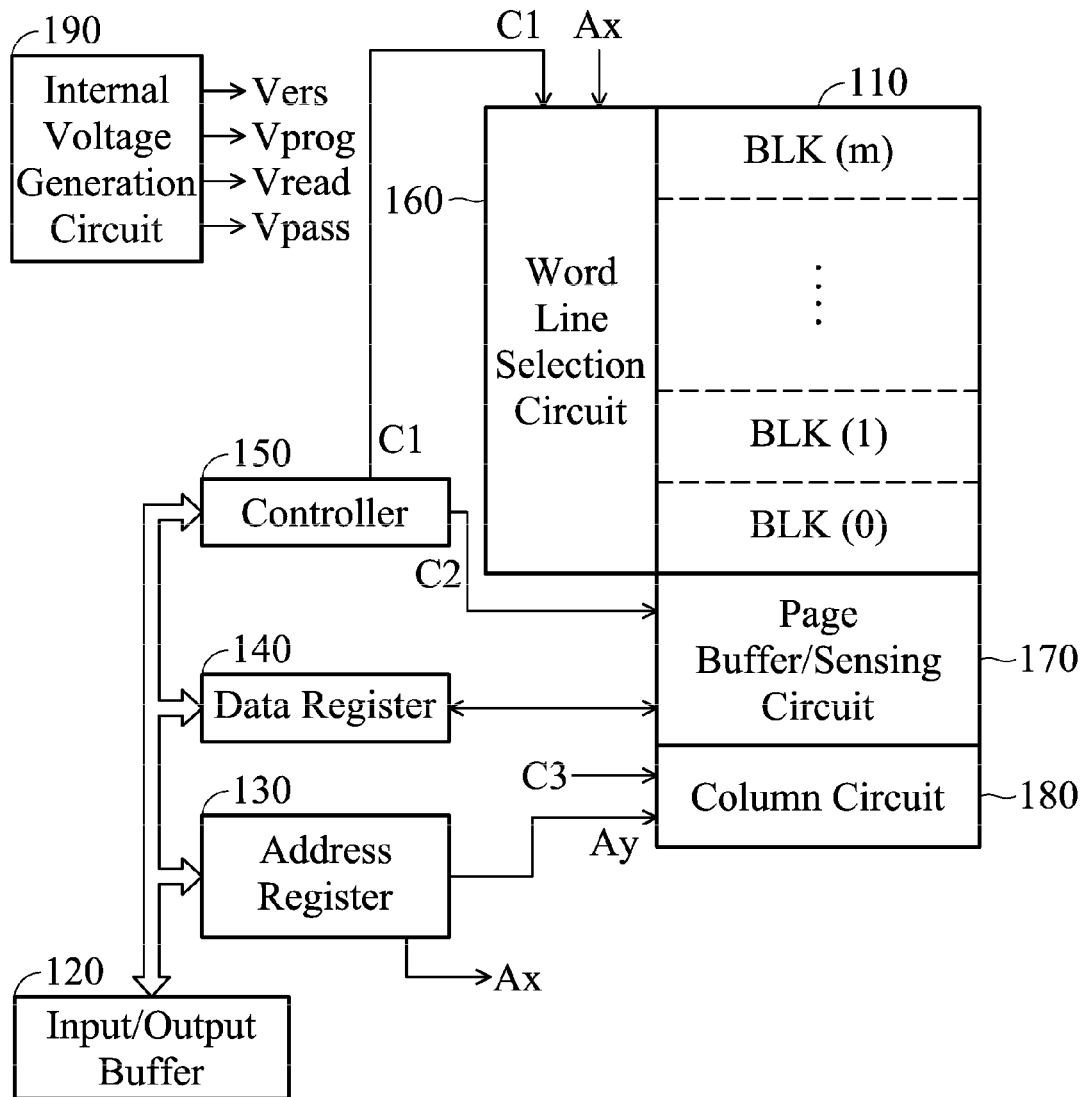 190
Internal
Voltage
Generation
Circuit
Vers
Vprog
Vread
Vpass
C1
Ax
110
160
Word
Line
Selection
Circuit
BLK (m)
BLK (1)
BLK (0)
C1
150
Controller
C2
Page
Buffer/Sensing
Circuit
170
140
Data Register
C3
Column Circuit
180
130
Address
Register
Ay
Ax
120
Input/Output
Buffer